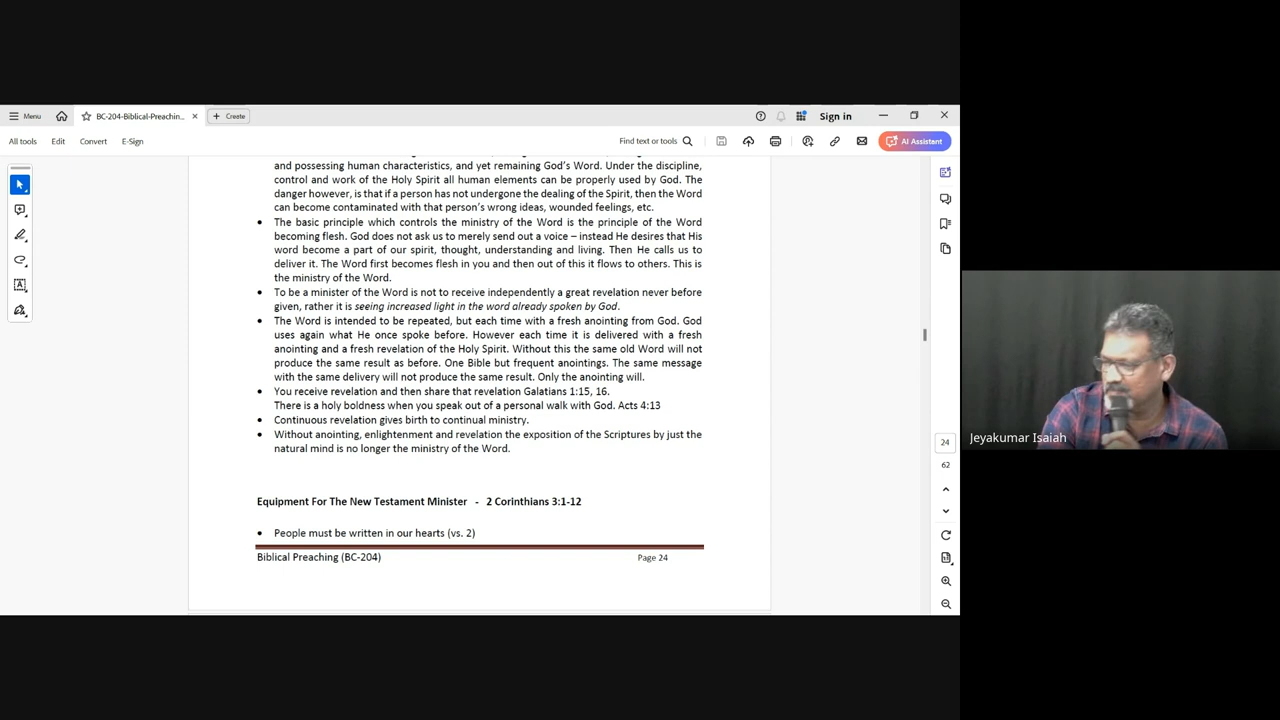 Menu
BC-204-Biblical-Preachin...
Create
Sign in
All tools
Edit
Convert
E-Sign
Find text or tools
AI Assistant
and possessing human characteristics, and yet remaining God's Word. Under the discipline,
control and work of the Holy Spirit all human elements can be properly used by God. The
danger however, is that if a person has not undergone the dealing of the Spirit, then the Word
can become contaminated with that person's wrong ideas, wounded feelings, etc.
• The basic principle which controls the ministry of the Word is the principle of the Word
becoming flesh. God does not ask us to merely send out a voice – instead He desires that His
word become a part of our spirit, thought, understanding and living. Then He calls us to
deliver it. The Word first becomes flesh in you and then out of this it flows to others. This is
the ministry of the Word.
• To be a minister of the Word is not to receive independently a great revelation never before
given, rather it is seeing increased light in the word already spoken by God.
• The Word is intended to be repeated, but each time with a fresh anointing from God. God
uses again what He once spoke before. However each time it is delivered with a fresh
anointing and a fresh revelation of the Holy Spirit. Without this the same old Word will not
produce the same result as before. One Bible but frequent anointings. The same message
with the same delivery will not produce the same result. Only the anointing will.
• You receive revelation and then share that revelation Galatians 1:15, 16.
There is a holy boldness when you speak out of a personal walk with God. Acts 4:13
• Continuous revelation gives birth to continual ministry.
• Without anointing, enlightenment and revelation the exposition of the Scriptures by just the
natural mind is no longer the ministry of the Word.
Equipment For The New Testament Minister - 2 Corinthians 3:1-12
• People must be written in our hearts (vs. 2)
Biblical Preaching (BC-204) Page 24
24
62
Jeyakumar Isaiah